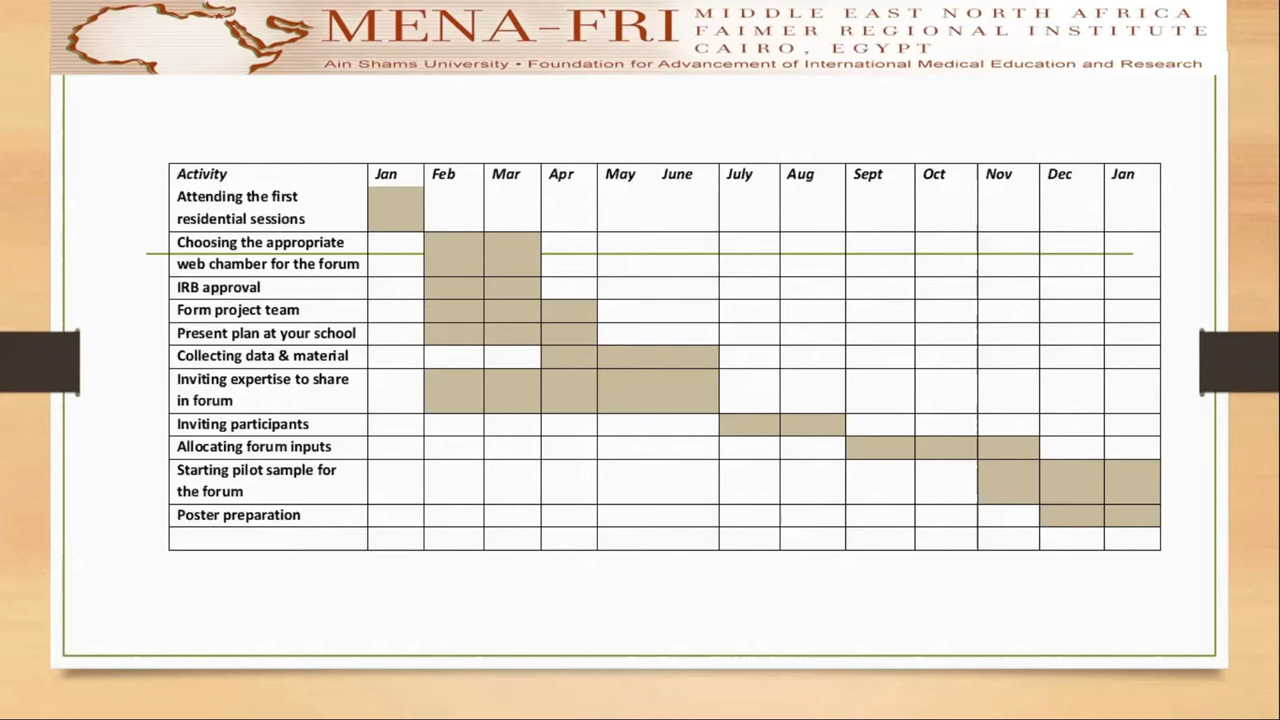 MENA-FRI
MIDDLE EAST NORTH AFRICA
FAIMER REGIONAL INSTITUTE
CAIRO, EGYPT
Ain Shams University • Foundation for Advancement of International Medical Education and Research
Activity Jan Feb Mar Apr May June July Aug Sept Oct Nov Dec Jan
Attending the first
residential sessions
Choosing the appropriate
web chamber for the forum
IRB approval
Form project team
Present plan at your school
Collecting data & material
Inviting expertise to share
in forum
Inviting participants
Allocating forum inputs
Starting pilot sample for
the forum
Poster preparation